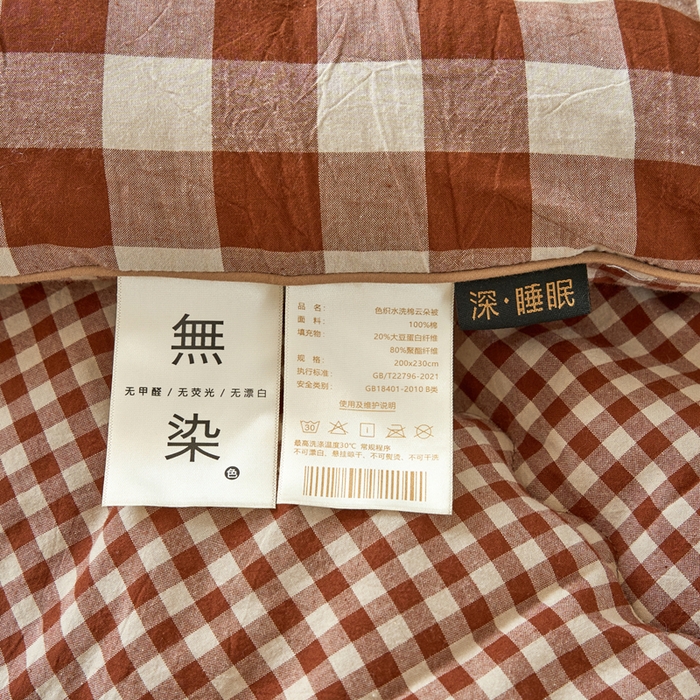 無
无甲醛/无荧光/无漂白
染
色
品 名: 色织水洗棉云朵被
面 料: 100%棉
填充物: 20%大豆蛋白纤维
80%聚酯纤维
规 格: 200x230cm
执行标准: GB/T22796-2021
安全类别: GB18401-2010 B类
使用及维护说明
30
最高洗涤温度30℃ 常规程序
不可漂白、悬挂晾干、不可熨烫、不可干洗
深·睡眠